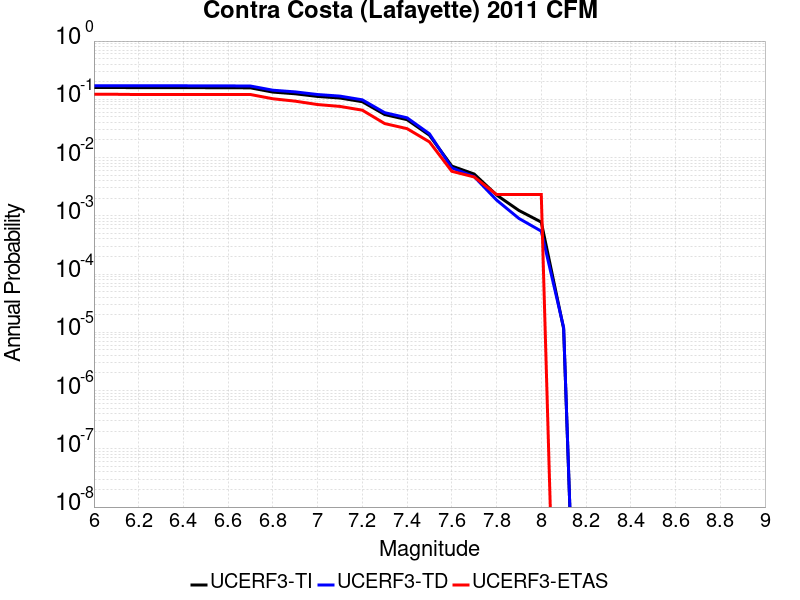 Contra Costa (Lafayette) 2011 CFM
10^0
10^-1
10^-2
10^-3
10^-4
10^-5
10^-6
10^-7
10^-8
Annual Probability
6 6.2 6.4 6.6 6.8 7 7.2 7.4 7.6 7.8 8 8.2 8.4 8.6 8.8 9
Magnitude
UCERF3-TI UCERF3-TD UCERF3-ETAS